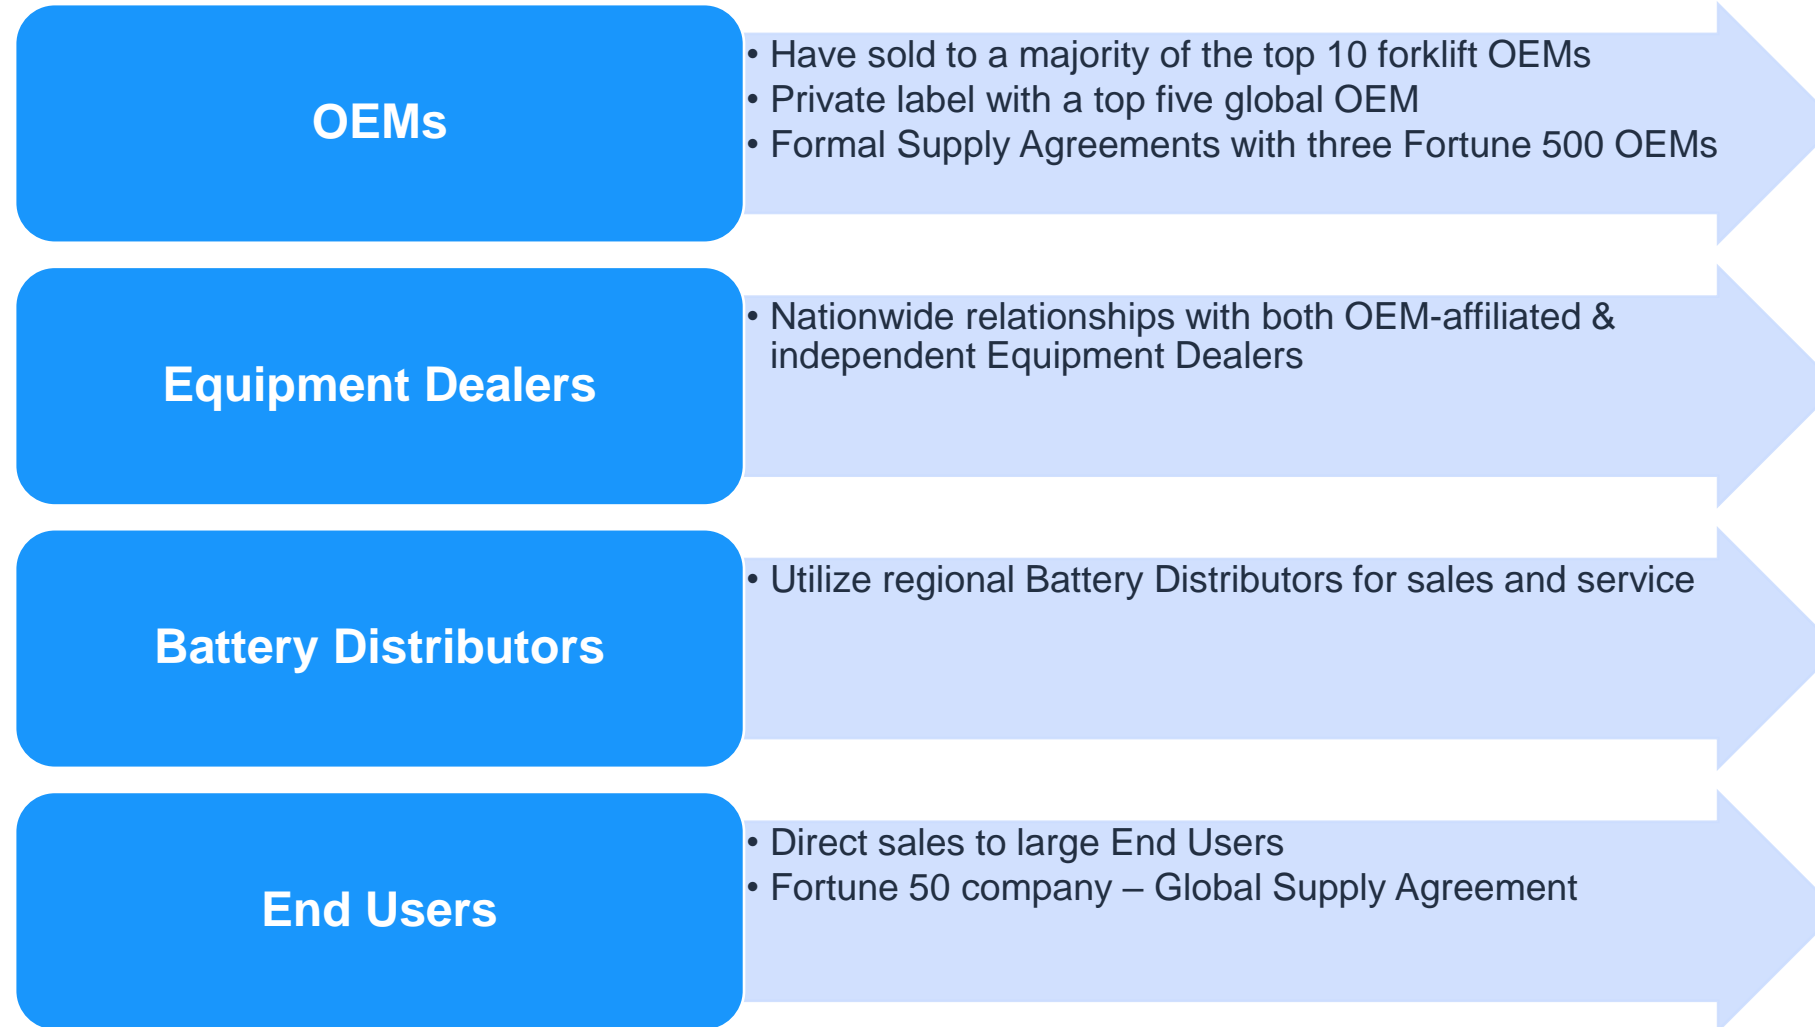 OEMs
• Have sold to a majority of the top 10 forklift OEMs
• Private label with a top five global OEM
• Formal Supply Agreements with three Fortune 500 OEMs
Equipment Dealers
• Nationwide relationships with both OEM-affiliated &
independent Equipment Dealers
Battery Distributors
• Utilize regional Battery Distributors for sales and service
End Users
• Direct sales to large End Users
• Fortune 50 company – Global Supply Agreement